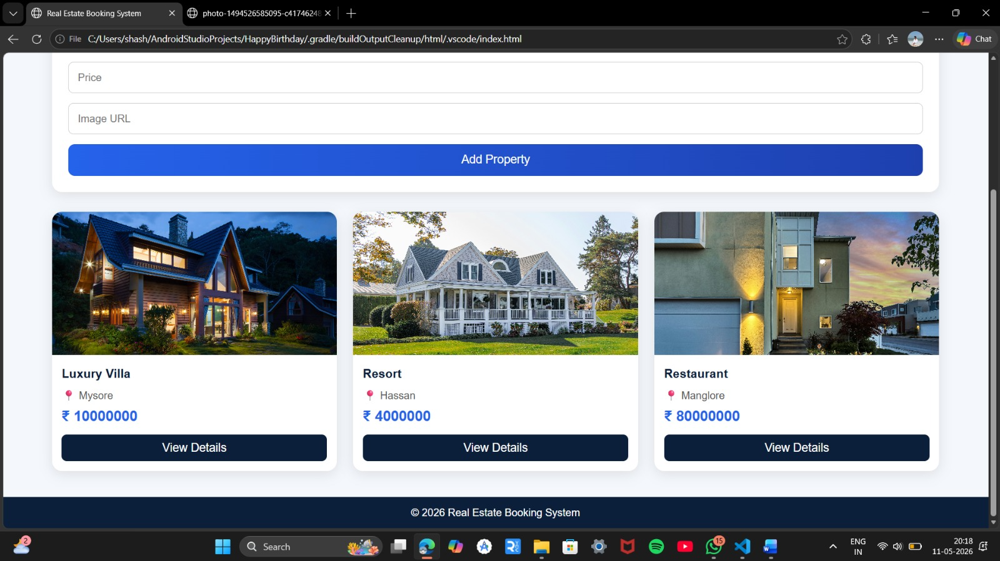 Real Estate Booking System
photo-1494526585095-c41746248
File C:/Users/shash/AndroidStudioProjects/HappyBirthday/.gradle/buildOutputCleanup/html/.vscode/index.html
Chat
Price
Image URL
Add Property
Luxury Villa
Mysore
₹ 10000000
View Details
Resort
Hassan
₹ 4000000
View Details
Restaurant
Manglore
₹ 80000000
View Details
© 2026 Real Estate Booking System
2
Search
15
ENG
IN
20:18
11-05-2026